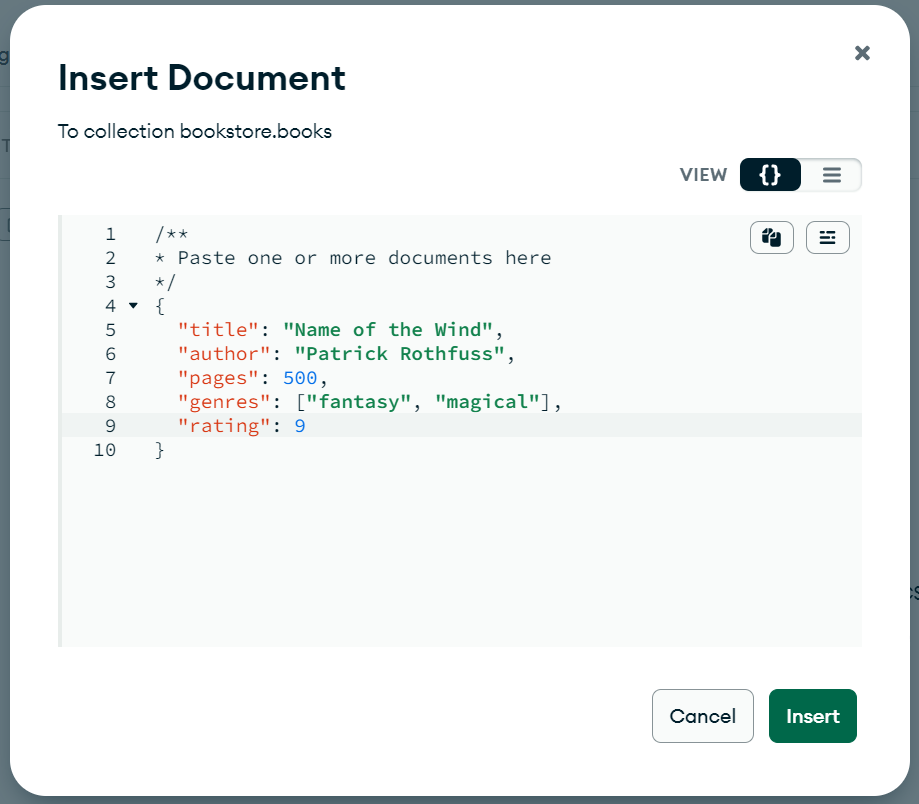 Insert Document
To collection bookstore.books
VIEW {}
1 /**
2 * Paste one or more documents here
3 */
4 {
5 "title": "Name of the Wind",
6 "author": "Patrick Rothfuss",
7 "pages": 500,
8 "genres": ["fantasy", "magical"],
9 "rating": 9
10 }
Cancel Insert